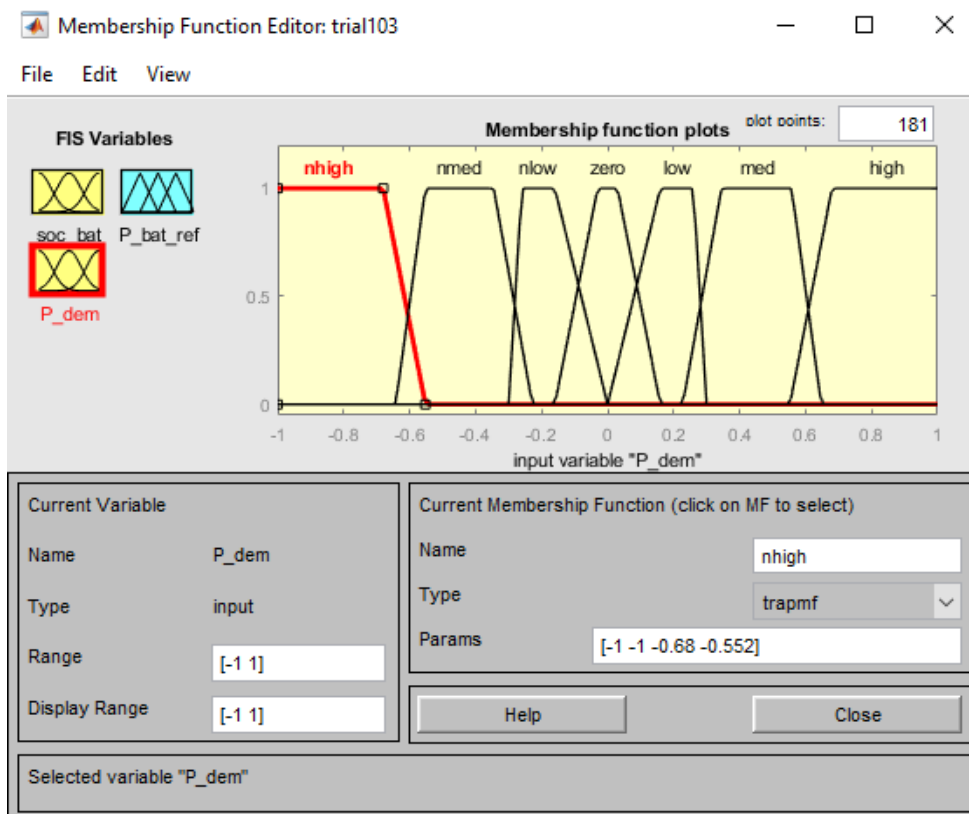 Membership Function Editor: trial103
File Edit View
FIS Variables
soc_bat P_bat_ref
P_dem
Membership function plots plot points: 181
nhigh nmed nlow zero low med high
1
0.5
0
-1 -0.8 -0.6 -0.4 -0.2 0 0.2 0.4 0.6 0.8 1
input variable "P_dem"
Current Variable
Name P_dem
Type input
Range [-1 1]
Display Range [-1 1]
Current Membership Function (click on MF to select)
Name nhigh
Type trapmf
Params [-1 -1 -0.68 -0.552]
Help Close
Selected variable "P_dem"